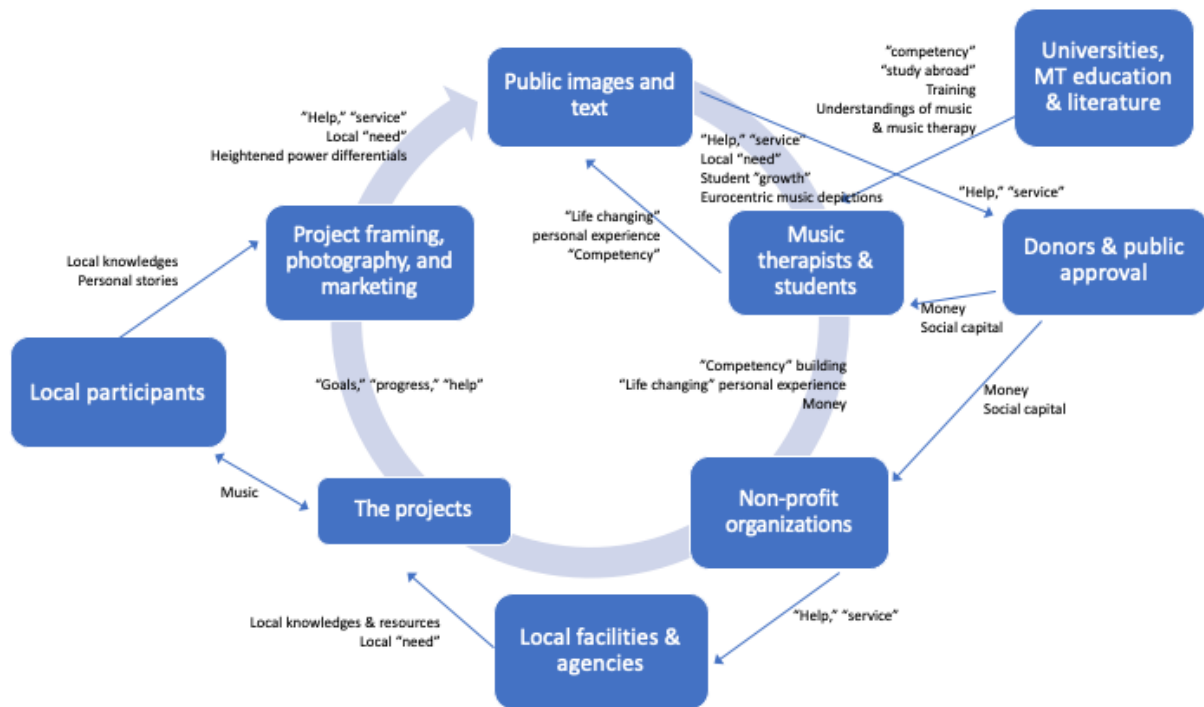 Public images and
text
"competency"
"study abroad"
Training
Understandings of music
& music therapy
Universities,
MT education
& literature
"Help," "service"
Local "need"
Heightened power differentials
"Help," "service"
Local "need"
Student "growth"
Eurocentric music depictions
"Help," "service"
"Life changing"
personal experience
"Competency"
Project framing,
photography, and
marketing
Music
therapists &
students
Donors & public
approval
Local knowledges
Personal stories
Money
Social capital
Local participants
"Goals," "progress," "help"
"Competency" building
"Life changing" personal experience
Money
Money
Social capital
Music
The projects
Non-profit
organizations
Local knowledges & resources
Local "need"
Local facilities &
agencies
"Help," "service"